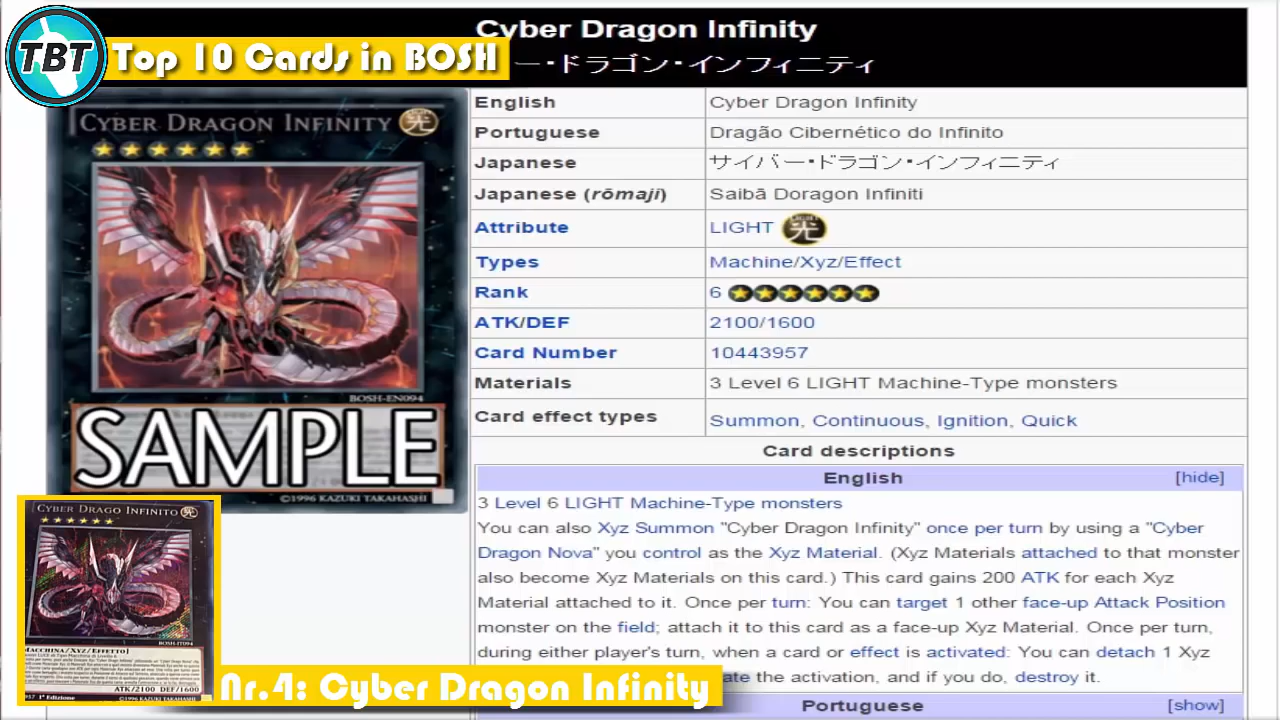 Cyber Dragon Infinity
TBT
Top 10 Cards in BOSH
ー・ドラゴン・インフィニティ
CYBER DRAGON INFINITY
LIGHT
光
BOSH-EN094
SAMPLE
©1996 KAZUKI TAKAHASHI
English Cyber Dragon Infinity
Portuguese Dragão Cibernético do Infinito
Japanese サイバー・ドラゴン・インフィニティ
Japanese (rōmaji) Saibā Doragon Infiniti
Attribute LIGHT LIGHT 光
Types Machine/Xyz/Effect
Rank 6
ATK/DEF 2100/1600
Card Number 10443957
Materials 3 Level 6 LIGHT Machine-Type monsters
Card effect types Summon, Continuous, Ignition, Quick
Card descriptions
English [hide]
3 Level 6 LIGHT Machine-Type monsters
You can also Xyz Summon "Cyber Dragon Infinity" once per turn by using a "Cyber
Dragon Nova" you control as the Xyz Material. (Xyz Materials attached to that monster
also become Xyz Materials on this card.) This card gains 200 ATK for each Xyz
Material attached to it. Once per turn: You can target 1 other face-up Attack Position
monster on the field; attach it to this card as a face-up Xyz Material. Once per turn,
during either player's turn, when a card or effect is activated: You can detach 1 Xyz
the activation, and if you do, destroy it.
Portuguese [show]
CYBER DRAGO INFINITO
光
BOSH-IT094
MACCHINA/XYZ/EFFETTO]
ATK/2100 DEF/1600
1ª Edizione
©1996 KAZUKI TAKAHASHI
Nr.4: Cyber Dragon Infinity